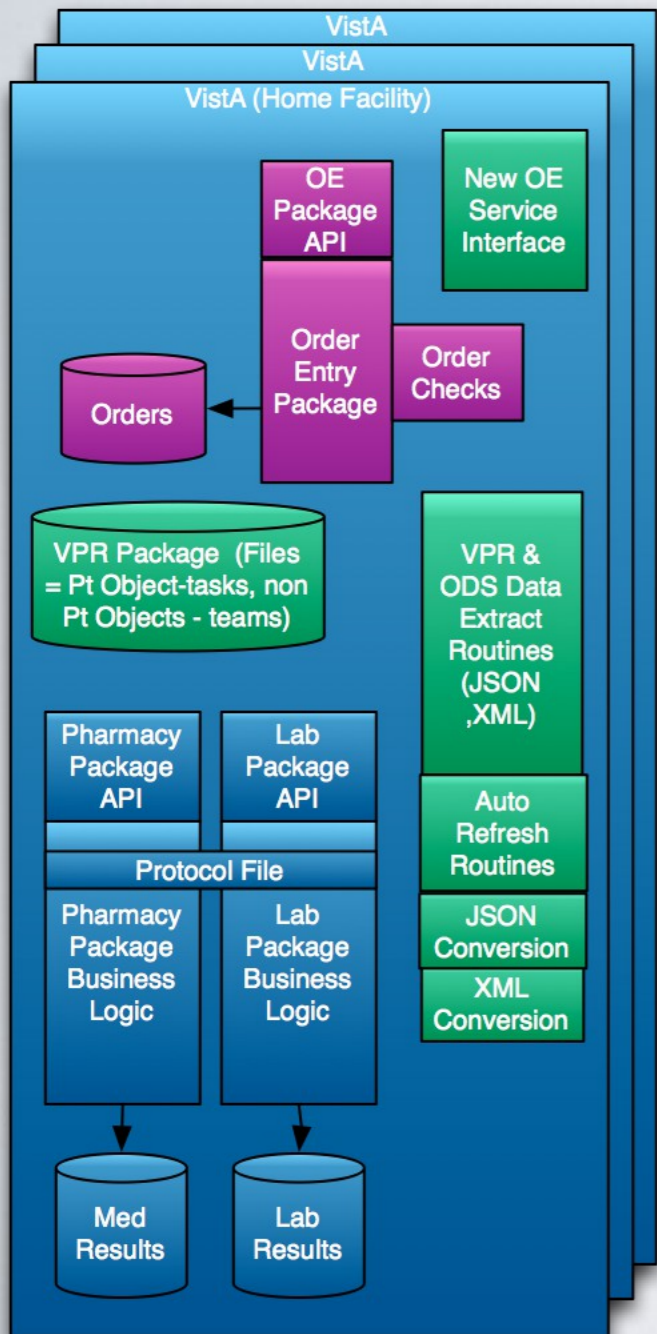 VistA
VistA
VistA (Home Facility)
OE
Package
API
New OE
Service
Interface
Order
Entry
Package
Order
Checks
Orders
VPR Package  (Files
= Pt Object-tasks, non
Pt Objects - teams)
VPR &
ODS Data
Extract
Routines
(JSON
,XML)
Pharmacy
Package
API
Lab
Package
API
Auto
Refresh
Routines
Protocol File
Pharmacy
Package
Business
Logic
Lab
Package
Business
Logic
JSON
Conversion
XML
Conversion
Med
Results
Lab
Results